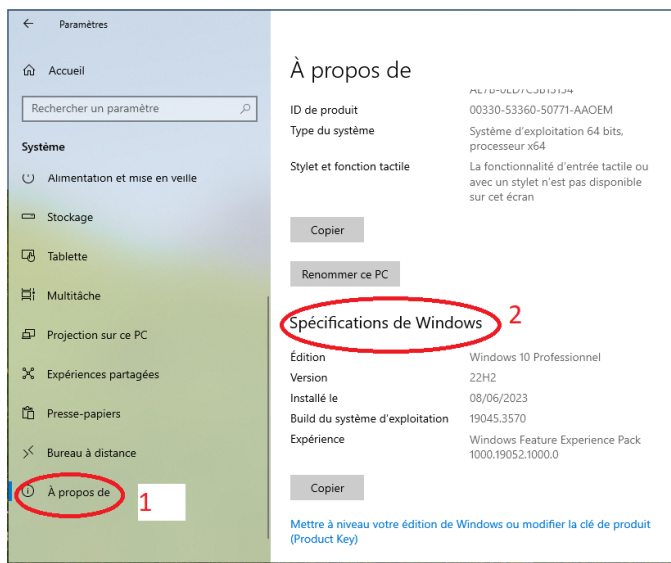 Paramètres
Accueil
Rechercher un paramètre
Système
Alimentation et mise en veille
Stockage
Tablette
Multitâche
Projection sur ce PC
Expériences partagées
Presse-papiers
Bureau à distance
À propos de
1
À propos de
ID de produit 00330-53360-50771-AAOEM
Type du système Système d'exploitation 64 bits,
processeur x64
Stylet et fonction tactile La fonctionnalité d'entrée tactile ou
avec un stylet n'est pas disponible
sur cet écran
Copier
Renommer ce PC
Spécifications de Windows
2
Édition Windows 10 Professionnel
Version 22H2
Installé le 08/06/2023
Build du système d'exploitation 19045.3570
Expérience Windows Feature Experience Pack
1000.19052.1000.0
Copier
Mettre à niveau votre édition de Windows ou modifier la clé de produit
(Product Key)